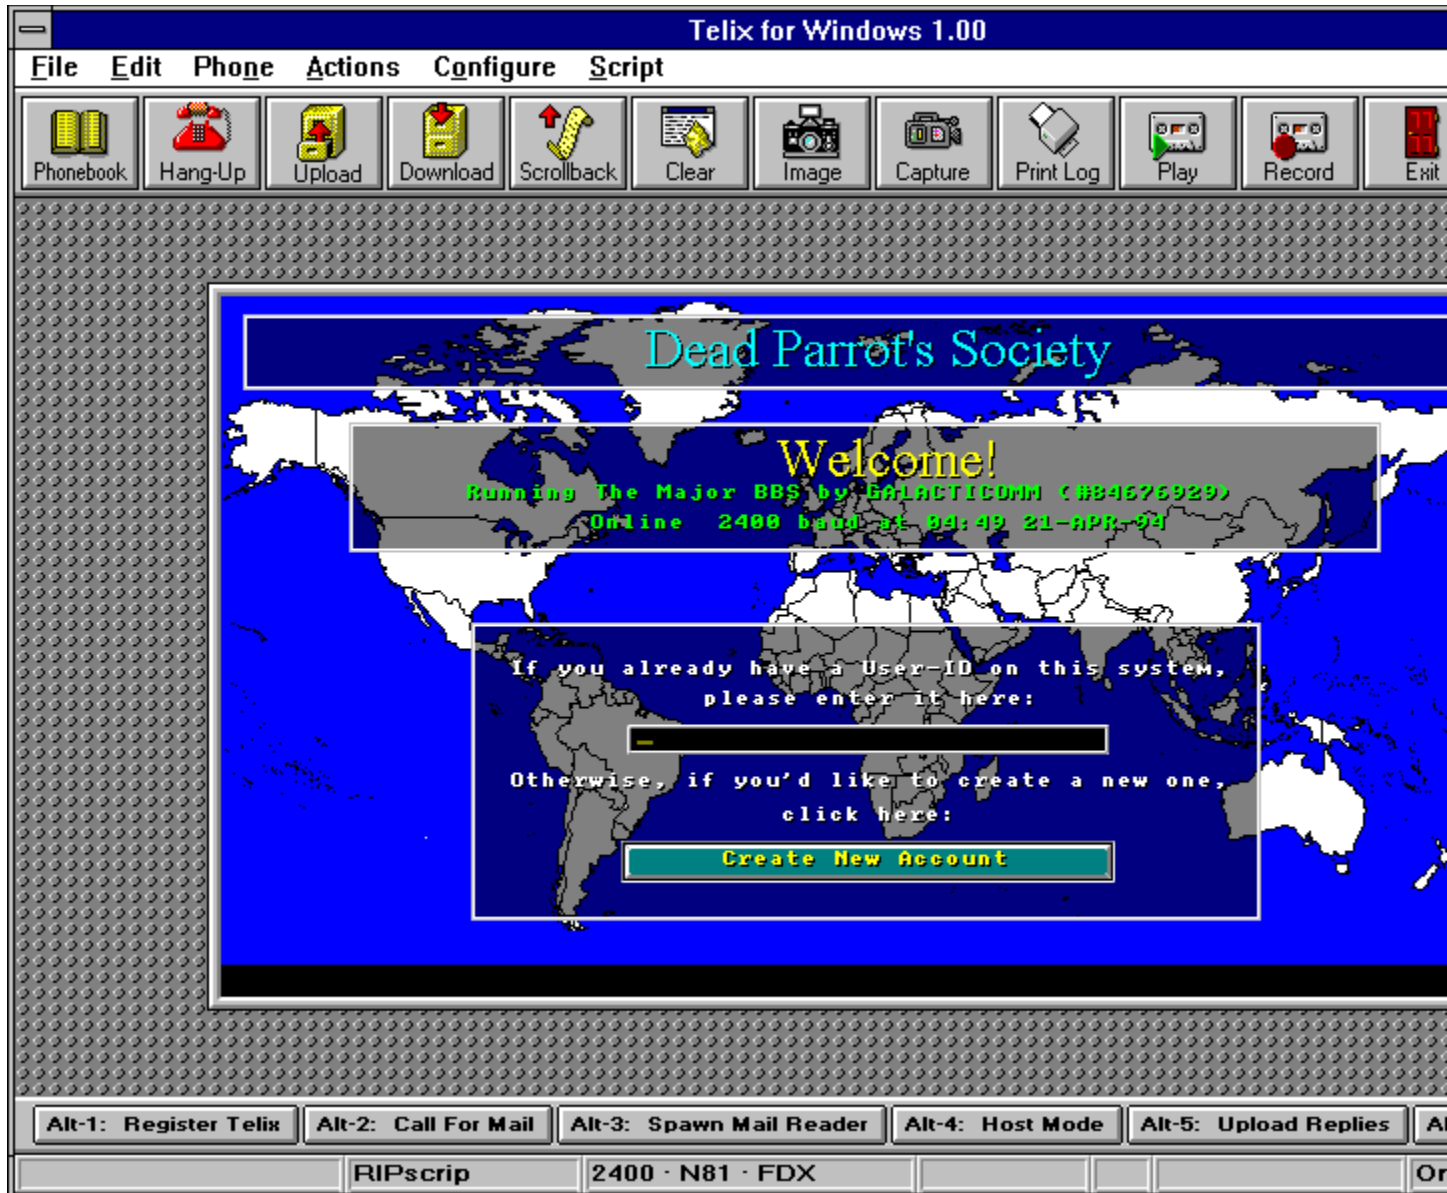 Telix for Windows 1.00
File Edit Phone Actions Configure Script
Phonebook Hang-Up Upload Download Scrollback Clear Image Capture Print Log Play Record Exit
Dead Parrot's Society
Welcome!
Running The Major BBS by GALACTICOMM (#84676929)
Online 2400 baud at 04:49 21-APR-94
If you already have a User-ID on this system,
please enter it here:
Otherwise, if you'd like to create a new one,
click here:
Create New Account
Alt-1: Register Telix Alt-2: Call For Mail Alt-3: Spawn Mail Reader Alt-4: Host Mode Alt-5: Upload Replies
RIPscrip 2400 · N81 · FDX